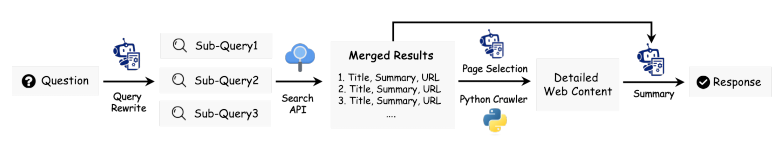 Question
Query
Rewrite
Sub-Query1
Sub-Query2
Sub-Query3
Search
API
Merged Results
1. Title, Summary, URL
2. Title, Summary, URL
3. Title, Summary, URL
....
Page Selection
Python Crawler
Detailed
Web Content
Summary
Response